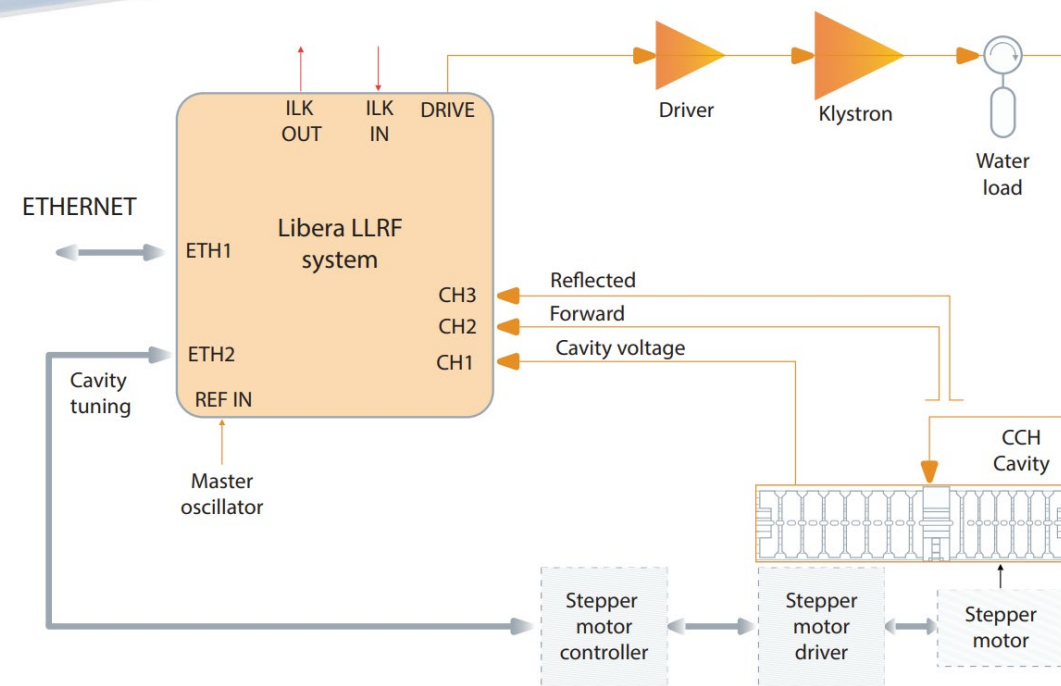 ILK
OUT
ILK
IN
DRIVE
Driver
Klystron
Water
load
ETHERNET
Libera LLRF
system
ETH1
CH3
CH2
CH1
Reflected
Forward
Cavity voltage
ETH2
Cavity
tuning
REF IN
Master
oscillator
CCH
Cavity
Stepper
motor
controller
Stepper
motor
driver
Stepper
motor